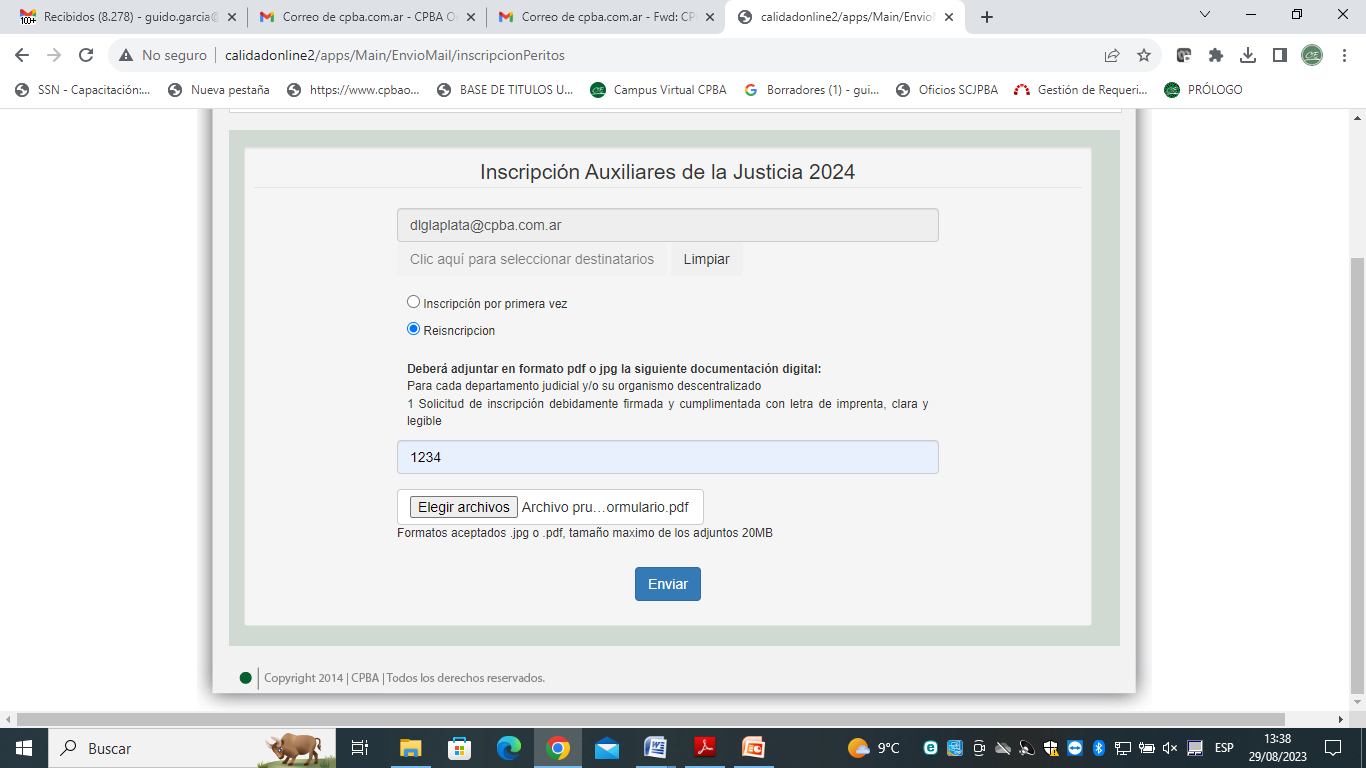 Recibidos (8.278) - guido.garcia@
Correo de cpba.com.ar - CPBA O
Correo de cpba.com.ar - Fwd: CP
calidadonline2/apps/Main/Envio
No seguro
calidadonline2/apps/Main/EnvioMail/inscripcionPeritos
SSN - Capacitación:...
Nueva pestaña
https://www.cpbao...
BASE DE TITULOS U...
Campus Virtual CPBA
Borradores (1) - gui...
Oficios SCJPBA
Gestión de Requeri...
PRÓLOGO
Inscripción Auxiliares de la Justicia 2024
dlglaplata@cpba.com.ar
Clic aquí para seleccionar destinatarios
Limpiar
Inscripción por primera vez
Reisncripcion
Deberá adjuntar en formato pdf o jpg la siguiente documentación digital:
Para cada departamento judicial y/o su organismo descentralizado
1 Solicitud de inscripción debidamente firmada y cumplimentada con letra de imprenta, clara y
legible
1234
Elegir archivos Archivo pru...ormulario.pdf
Formatos aceptados .jpg o .pdf, tamaño maximo de los adjuntos 20MB
Enviar
Copyright 2014 | CPBA | Todos los derechos reservados.
Buscar
9°C
ESP
13:38
29/08/2023